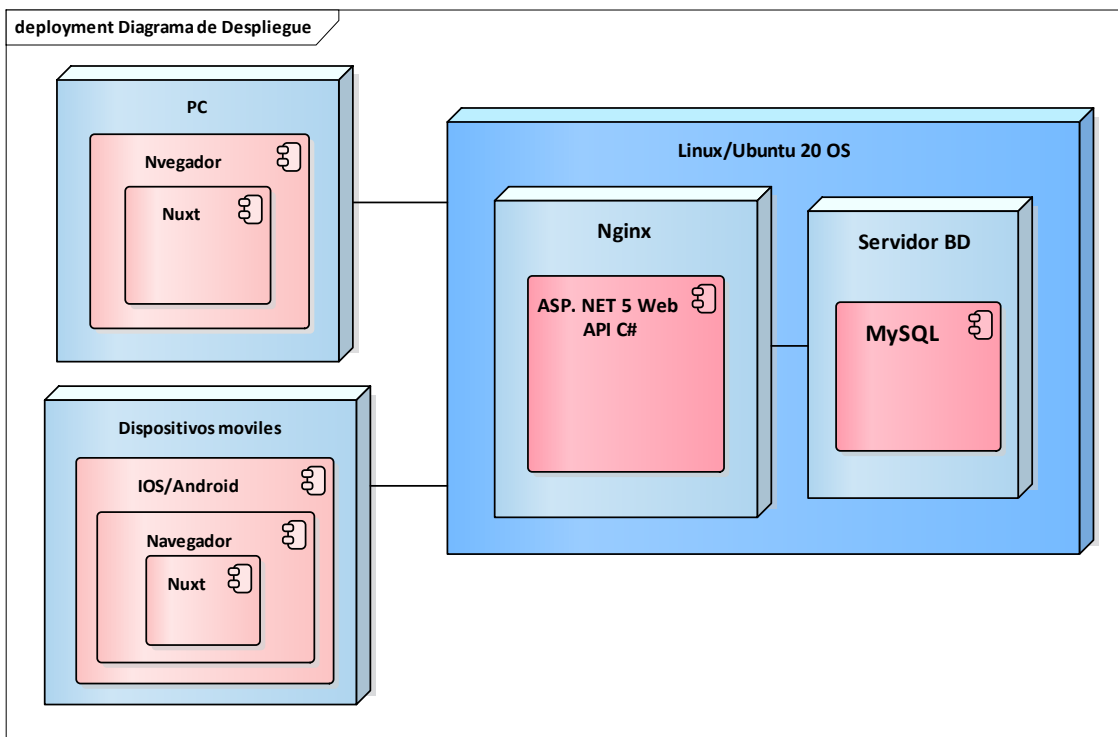 deployment Diagrama de Despliegue
PC
Nvegador
Nuxt
Dispositivos moviles
IOS/Android
Navegador
Nuxt
Linux/Ubuntu 20 OS
Nginx
ASP. NET 5 Web
API C#
Servidor BD
MySQL